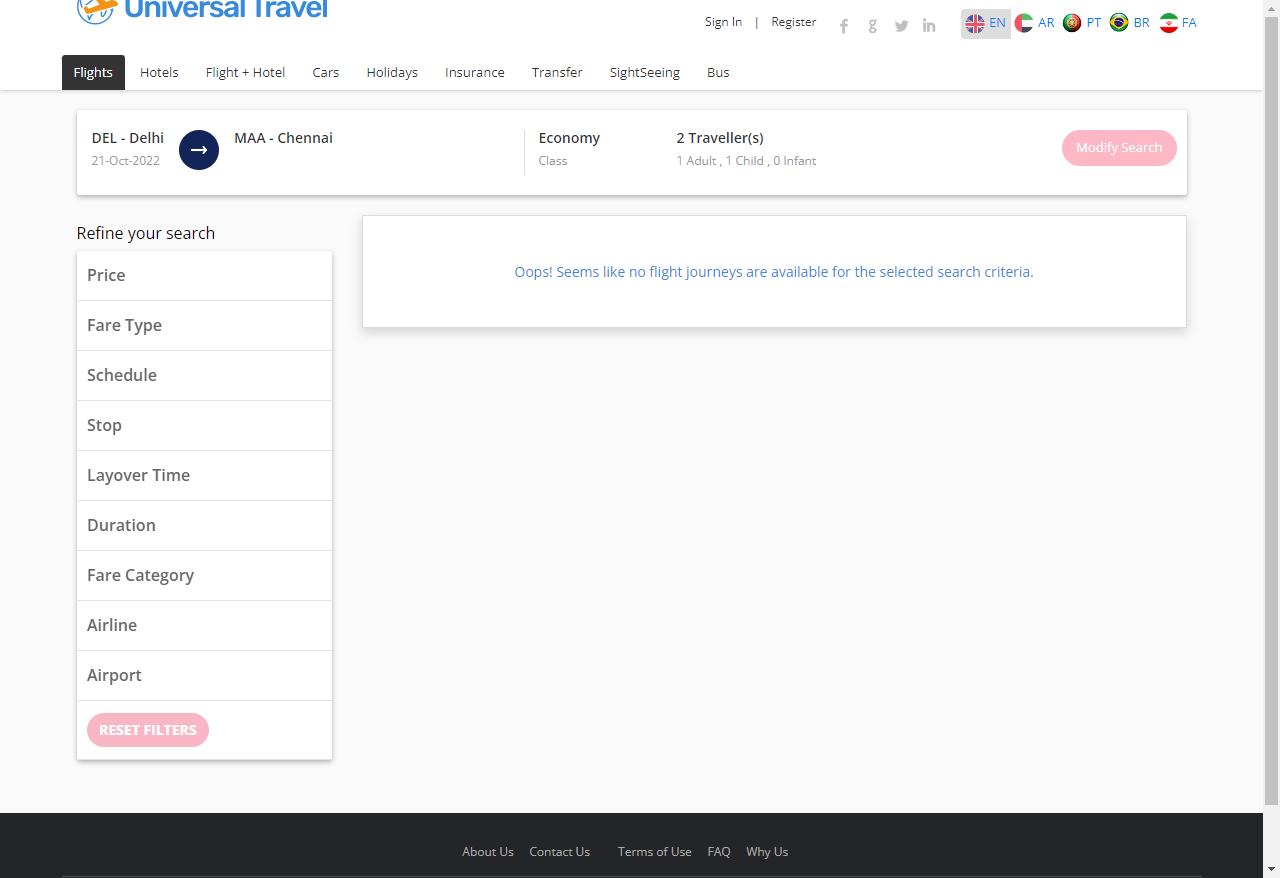 Universal Travel
Sign In | Register
EN AR PT BR FA
Flights Hotels Flight + Hotel Cars Holidays Insurance Transfer SightSeeing Bus
DEL - Delhi → MAA - Chennai Economy 2 Traveller(s)
21-Oct-2022 Class 1 Adult , 1 Child , 0 Infant
Modify Search
Refine your search
Price
Fare Type
Schedule
Stop
Layover Time
Duration
Fare Category
Airline
Airport
RESET FILTERS
Oops! Seems like no flight journeys are available for the selected search criteria.
About Us Contact Us Terms of Use FAQ Why Us